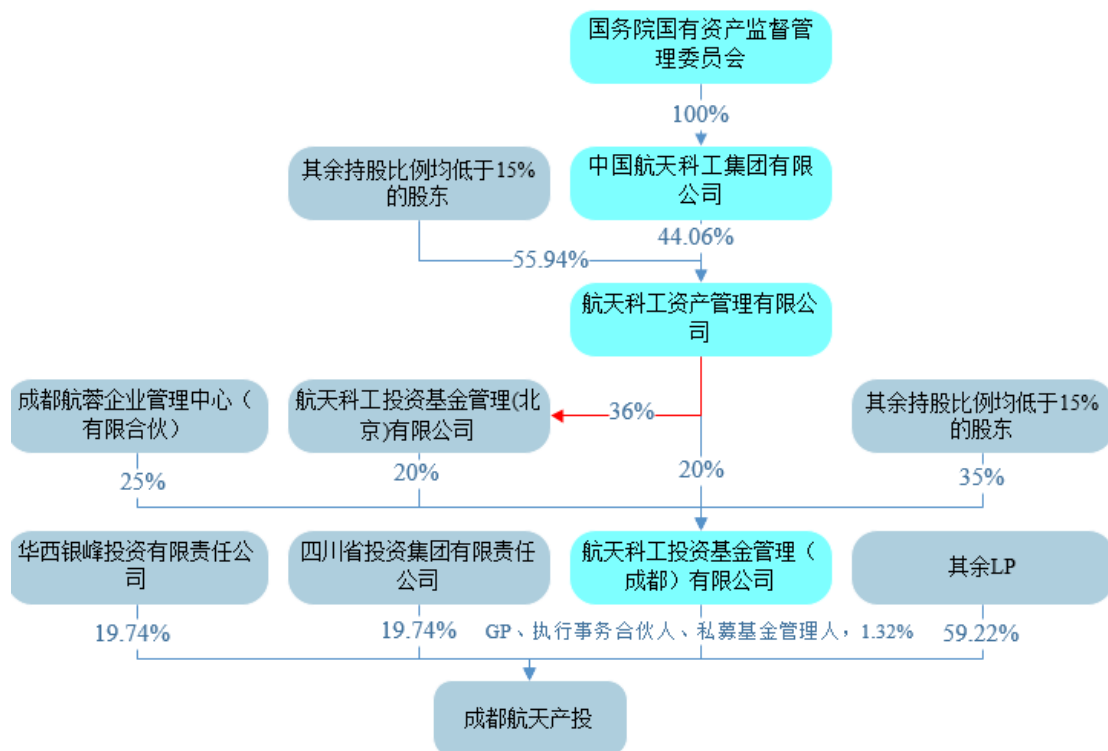 国务院国有资产监督管
理委员会
100%
其余持股比例均低于15%
的股东
中国航天科工集团有限
公司
44.06%
55.94%
航天科工资产管理有限公
司
成都航蓉企业管理中心（
有限合伙）
航天科工投资基金管理(北
京)有限公司
36%
其余持股比例均低于15%
的股东
25%
20%
20%
35%
华西银峰投资有限责任公
司
四川省投资集团有限责任
公司
航天科工投资基金管理（
成都）有限公司
其余LP
19.74%
19.74%
GP、执行事务合伙人、私募基金管理人，1.32%
59.22%
成都航天产投